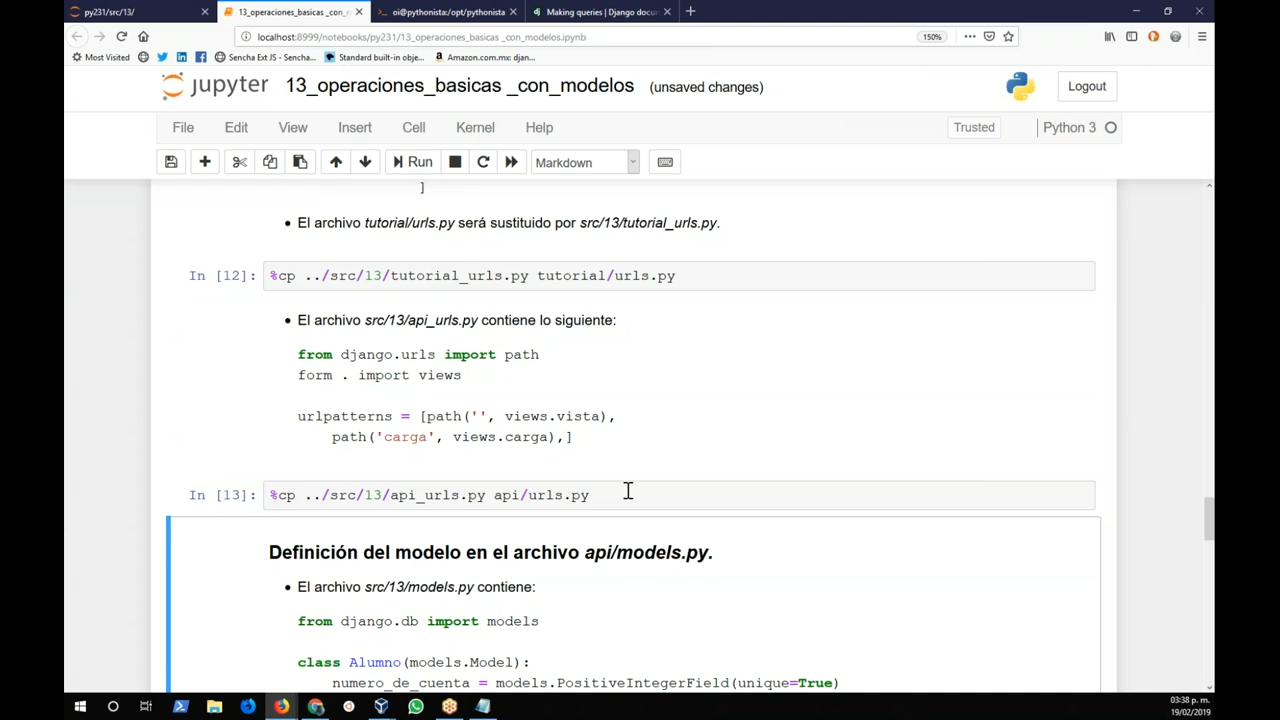 py231/src/13/
13_operaciones_basicas _con_m
oi@pythonista:/opt/pythonista
Making queries | Django docu
localhost:8999/notebooks/py231/13_operaciones_basicas _con_modelos.ipynb
150%
Most Visited
Sencha Ext JS - Sencha...
Standard built-in obje...
Amazon.com.mx: djan...
jupyter
13_operaciones_basicas _con_modelos
(unsaved changes)
Logout
File
Edit
View
Insert
Cell
Kernel
Help
Trusted
Python 3
Run
Markdown
]
• El archivo tutorial/urls.py será sustituido por src/13/tutorial_urls.py.
In [12]: %cp ../src/13/tutorial_urls.py tutorial/urls.py
• El archivo src/13/api_urls.py contiene lo siguiente:
from django.urls import path
form . import views
urlpatterns = [path('', views.vista),
path('carga', views.carga),]
In [13]: %cp ../src/13/api_urls.py api/urls.py
Definición del modelo en el archivo api/models.py.
• El archivo src/13/models.py contiene:
from django.db import models
class Alumno(models.Model):
numero_de_cuenta = models.PositiveIntegerField(unique=True)
03:38 p. m.
19/02/2019